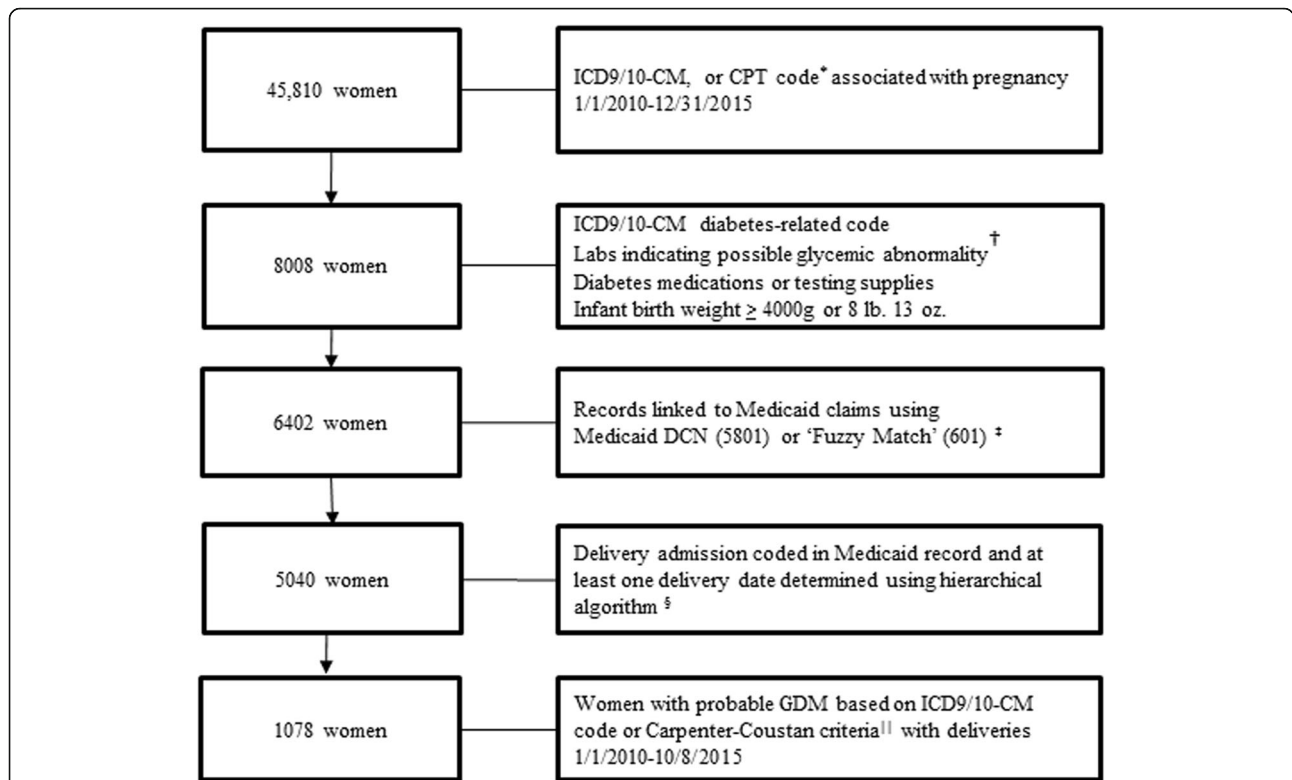 45,810 women
ICD9/10-CM, or CPT code* associated with pregnancy
1/1/2010-12/31/2015
8008 women
ICD9/10-CM diabetes-related code
Labs indicating possible glycemic abnormality†
Diabetes medications or testing supplies
Infant birth weight ≥ 4000g or 8 lb. 13 oz.
6402 women
Records linked to Medicaid claims using
Medicaid DCN (5801) or ‘Fuzzy Match’ (601) ‡
5040 women
Delivery admission coded in Medicaid record and at
least one delivery date determined using hierarchical
algorithm §
1078 women
Women with probable GDM based on ICD9/10-CM
code or Carpenter-Coustan criteria|| with deliveries
1/1/2010-10/8/2015